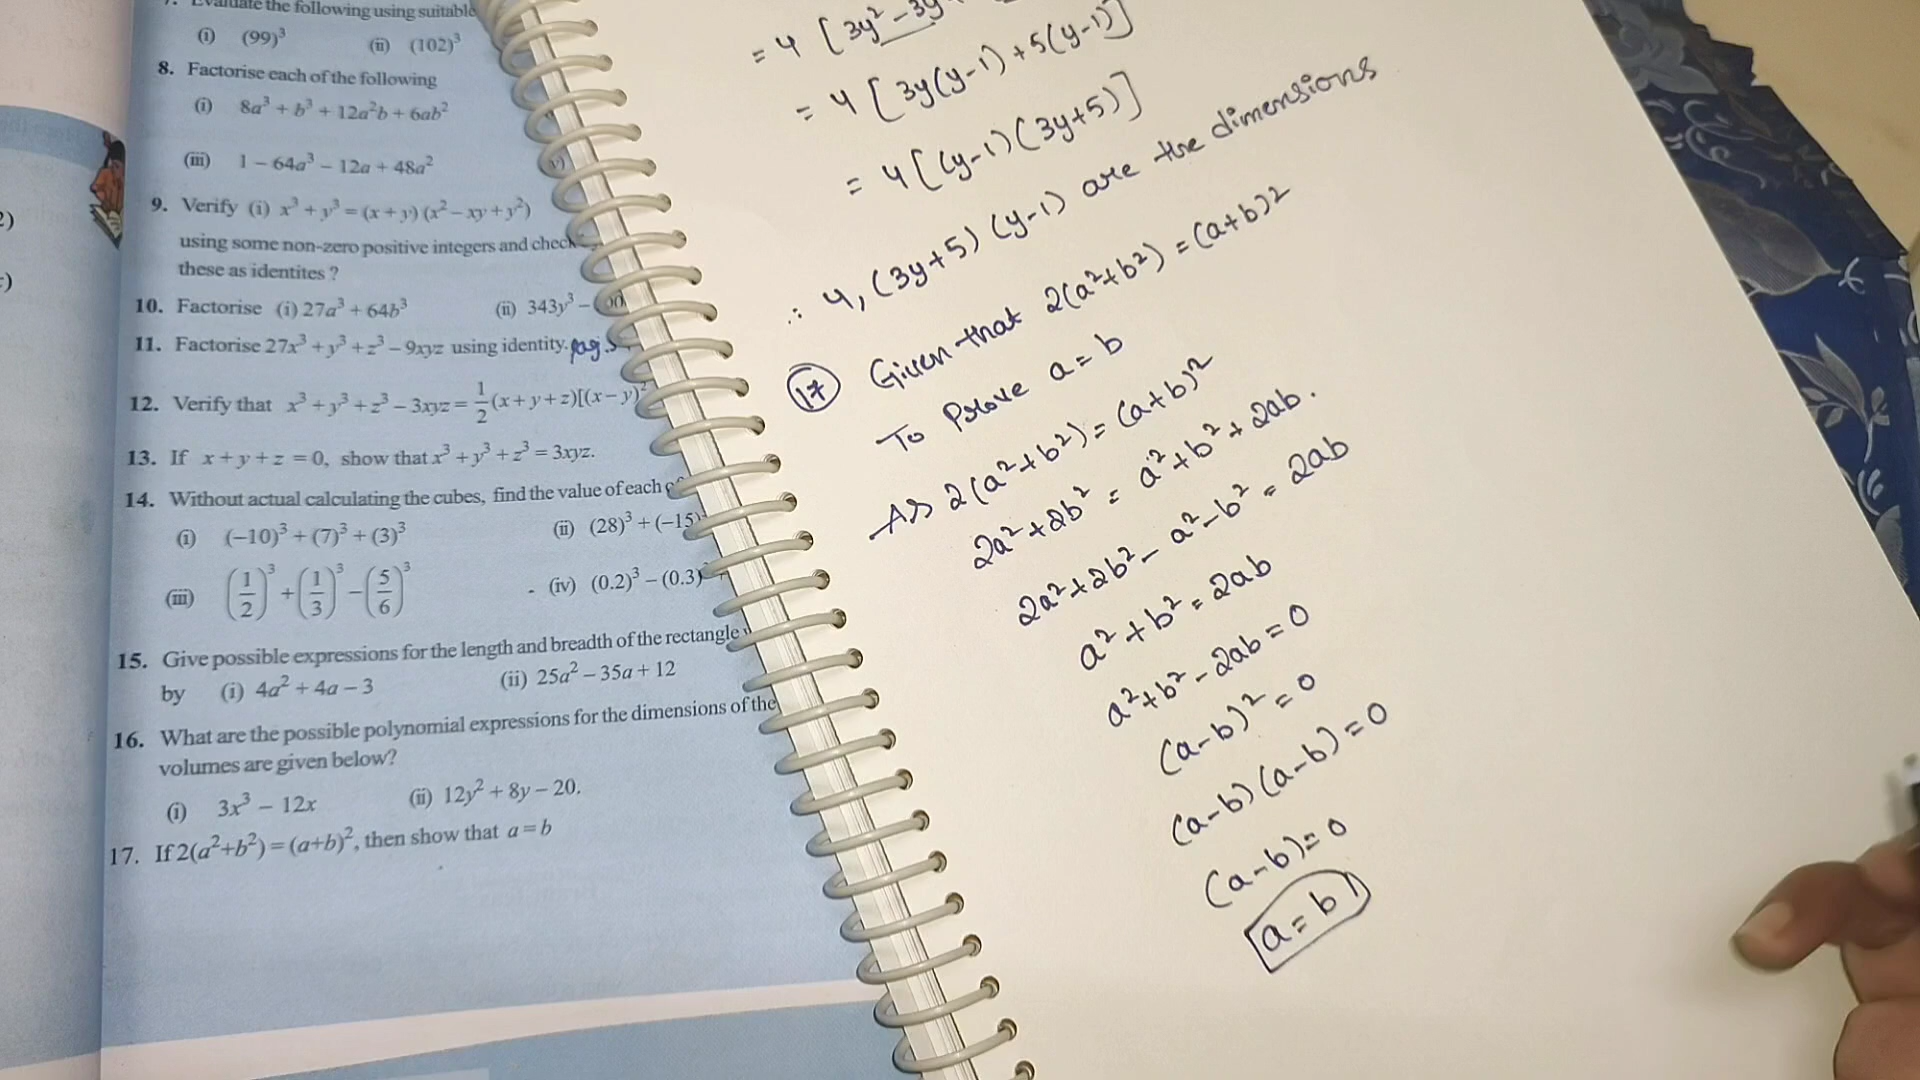 Evaluate the following using suitable
(i) (99)³ (ii) (102)³
8. Factorise each of the following
(i) 8a³ + b³ + 12a²b + 6ab²
(iii) 1 – 64a³ – 12a + 48a²
9. Verify (i) x³ + y³ = (x + y) (x² – xy + y²)
using some non-zero positive integers and check
these as identites ?
10. Factorise (i) 27a³ + 64b³ (ii) 343y³ –
11. Factorise 27x³ + y³ + z³ – 9xyz using identity.
12. Verify that x³ + y³ + z³ – 3xyz = 1/2 (x + y + z)[(x – y)²
13. If x + y + z = 0, show that x³ + y³ + z³ = 3xyz.
14. Without actual calculating the cubes, find the value of each
(i) (–10)³ + (7)³ + (3)³ (ii) (28)³ + (–15)
(iii) (1/2)³ + (1/3)³ – (5/6)³ (iv) (0.2)³ – (0.3)
15. Give possible expressions for the length and breadth of the rectangle
by (i) 4a² + 4a – 3 (ii) 25a² – 35a + 12
16. What are the possible polynomial expressions for the dimensions of the
volumes are given below?
(i) 3x³ – 12x (ii) 12y² + 8y – 20.
17. If 2(a²+b²) = (a+b)², then show that a = b
= 4 [3y² – 3y
= 4 [3y(y-1) + 5(y-1)]
= 4 [(y-1) (3y+5)]
∴ 4, (3y+5) (y-1) are the dimensions
17 Given that 2(a²+b²) = (a+b)2
To Prove a = b
As 2(a²+b²) = (a+b)²
2a²+2b² = a²+b²+2ab.
2a²+2b² – a²–b² = 2ab
a²+b² = 2ab
a²+b²–2ab = 0
(a-b)² = 0
(a-b) (a-b) = 0
(a-b) = 0
a = b